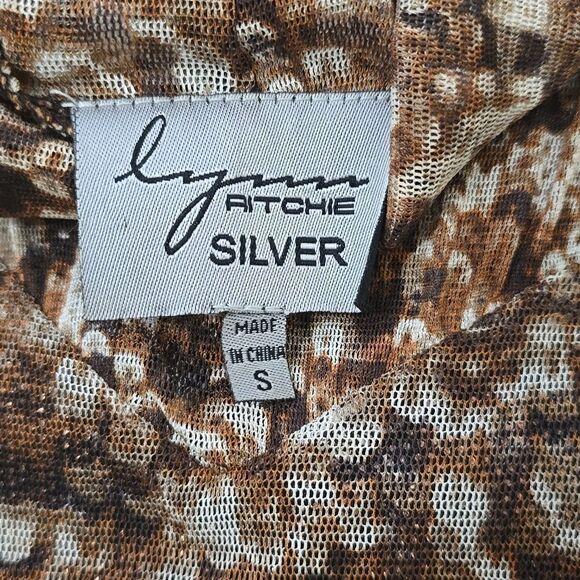 lynn
RITCHIE
SILVER
MADE
IN CHINA
S